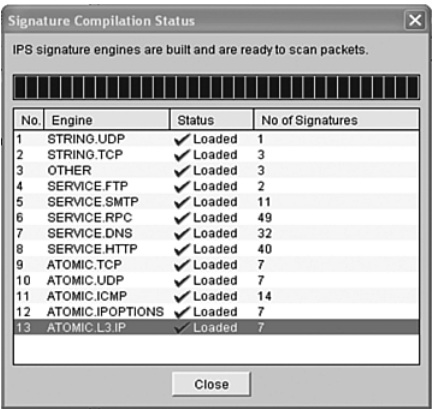 Signature Compilation Status
IPS signature engines are built and are ready to scan packets.
No. Engine Status No of Signatures
1 STRING.UDP Loaded 1
2 STRING.TCP Loaded 3
3 OTHER Loaded 3
4 SERVICE.FTP Loaded 2
5 SERVICE.SMTP Loaded 11
6 SERVICE.RPC Loaded 49
7 SERVICE.DNS Loaded 32
8 SERVICE.HTTP Loaded 40
9 ATOMIC.TCP Loaded 7
10 ATOMIC.UDP Loaded 7
11 ATOMIC.ICMP Loaded 14
12 ATOMIC.IPOPTIONS Loaded 7
13 ATOMIC.L3.IP Loaded 7
Close